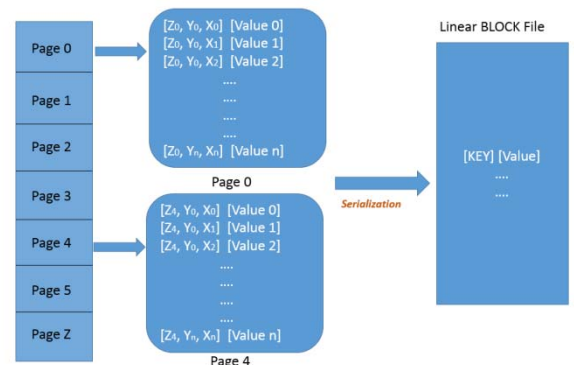 Page 0
Page 1
Page 2
Page 3
Page 4
Page 5
Page Z
[Z₀, Y₀, X₀] [Value 0]
[Z₀, Y₀, X₁] [Value 1]
[Z₀, Y₀, X₂] [Value 2]
....
....
....
....
[Z₀, Yₙ, Xₙ] [Value n]
Page 0
[Z₄, Y₀, X₀] [Value 0]
[Z₄, Y₀, X₁] [Value 1]
[Z₄, Y₀, X₂] [Value 2]
....
....
....
....
[Z₄, Yₙ, Xₙ] [Value n]
Page 4
Serialization
Linear BLOCK File
[KEY] [Value]
....
....